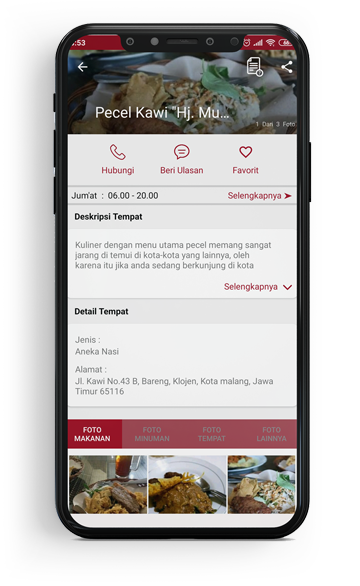 :53
Pecel Kawi "Hj. Mu...
1 Dari 3 Foto
Hubungi
Beri Ulasan
Favorit
Jum'at : 06.00 - 20.00
Selengkapnya
Deskripsi Tempat
Kuliner dengan menu utama pecel memang sangat
jarang di temui di kota-kota yang lainnya, oleh
karena itu jika anda sedang berkunjung di kota
Selengkapnya
Detail Tempat
Jenis :
Aneka Nasi
Alamat :
Jl. Kawi No.43 B, Bareng, Klojen, Kota malang, Jawa
Timur 65116
FOTO
MAKANAN
FOTO
MINUMAN
FOTO
TEMPAT
FOTO
LAINNYA